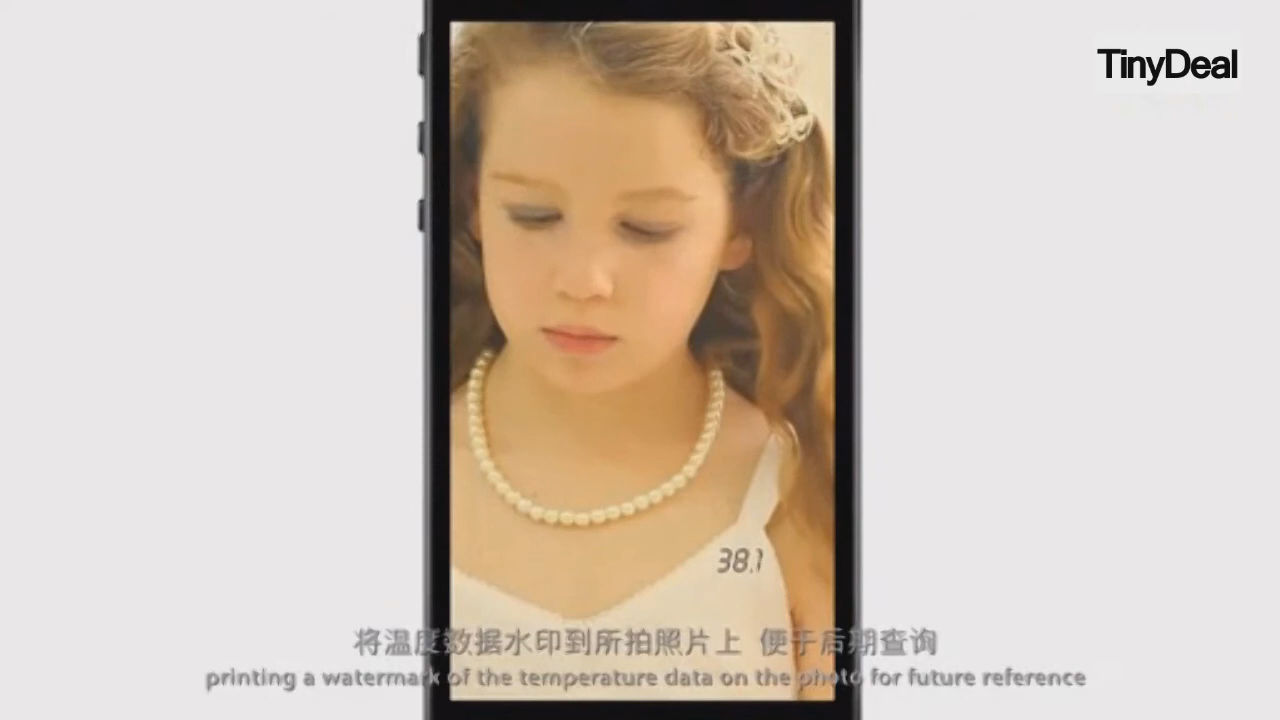 TinyDeal
38.1
将温度数据水印到所拍照片上 便于后期查询
printing a watermark of the temperature data on the photo for future reference